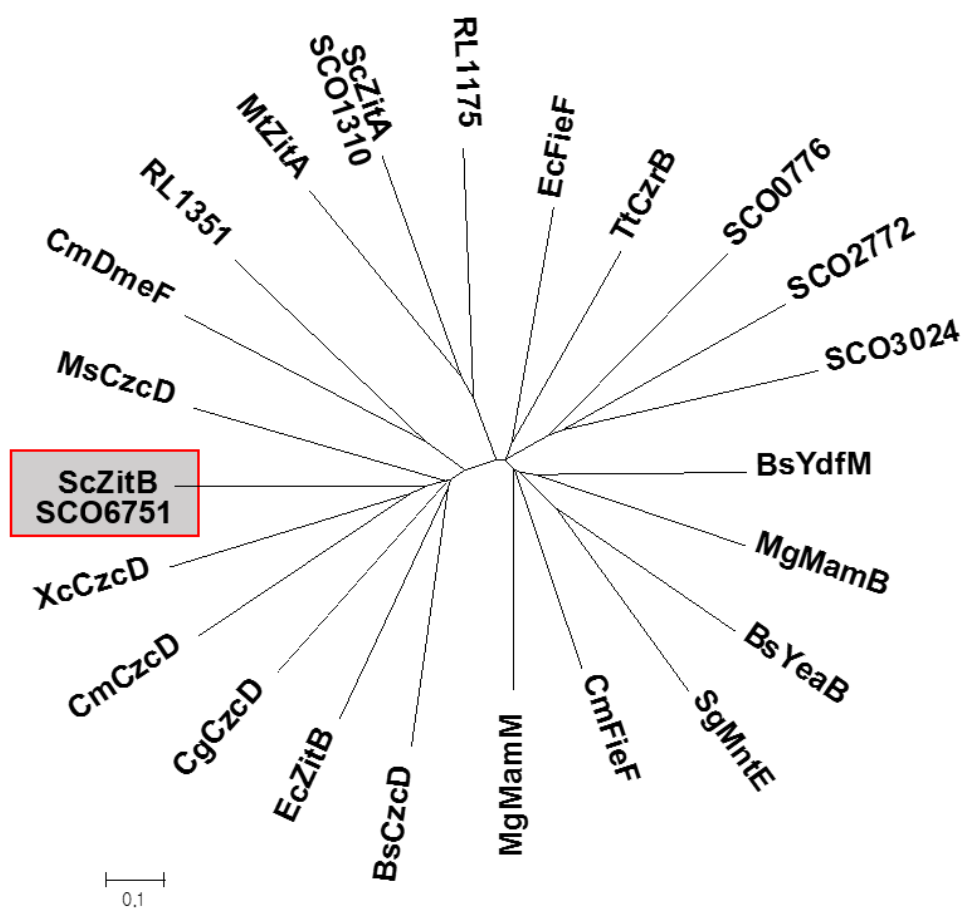 RL1175
ScZitA
SCO1310
EcFieF
MtZitA
TtCzrB
SCO0776
RL1351
SCO2772
CmDmeF
SCO3024
MsCzcD
BsYdfM
ScZitB
SCO6751
MgMamB
XcCzcD
BsYeaB
CmCzcD
SgMntE
CgCzcD
CmFieF
EcZitB
MgMamM
BsCzcD
0.1